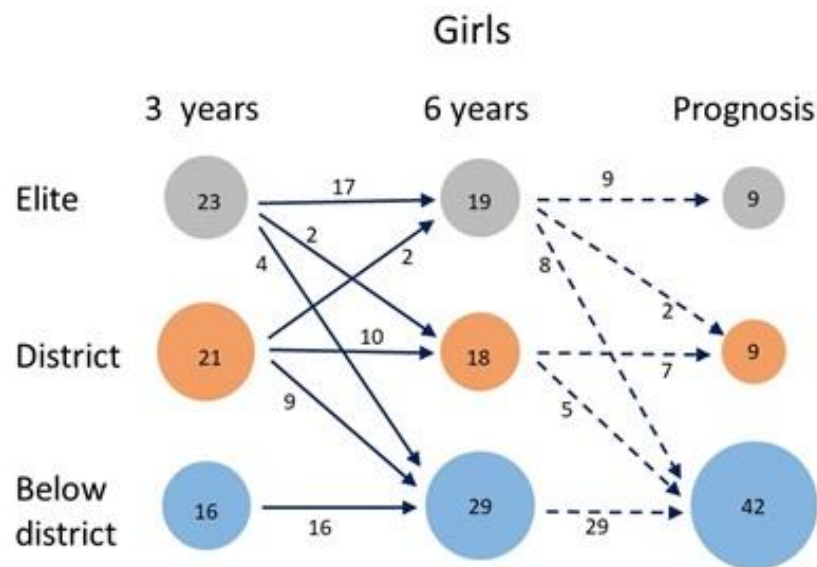 Girls
3 years 6 years Prognosis
Elite 23 17 19 9 9
2
4 2 8
2
District 21 10 18 7 9
9 5
Below
district 16 16 29 29 42